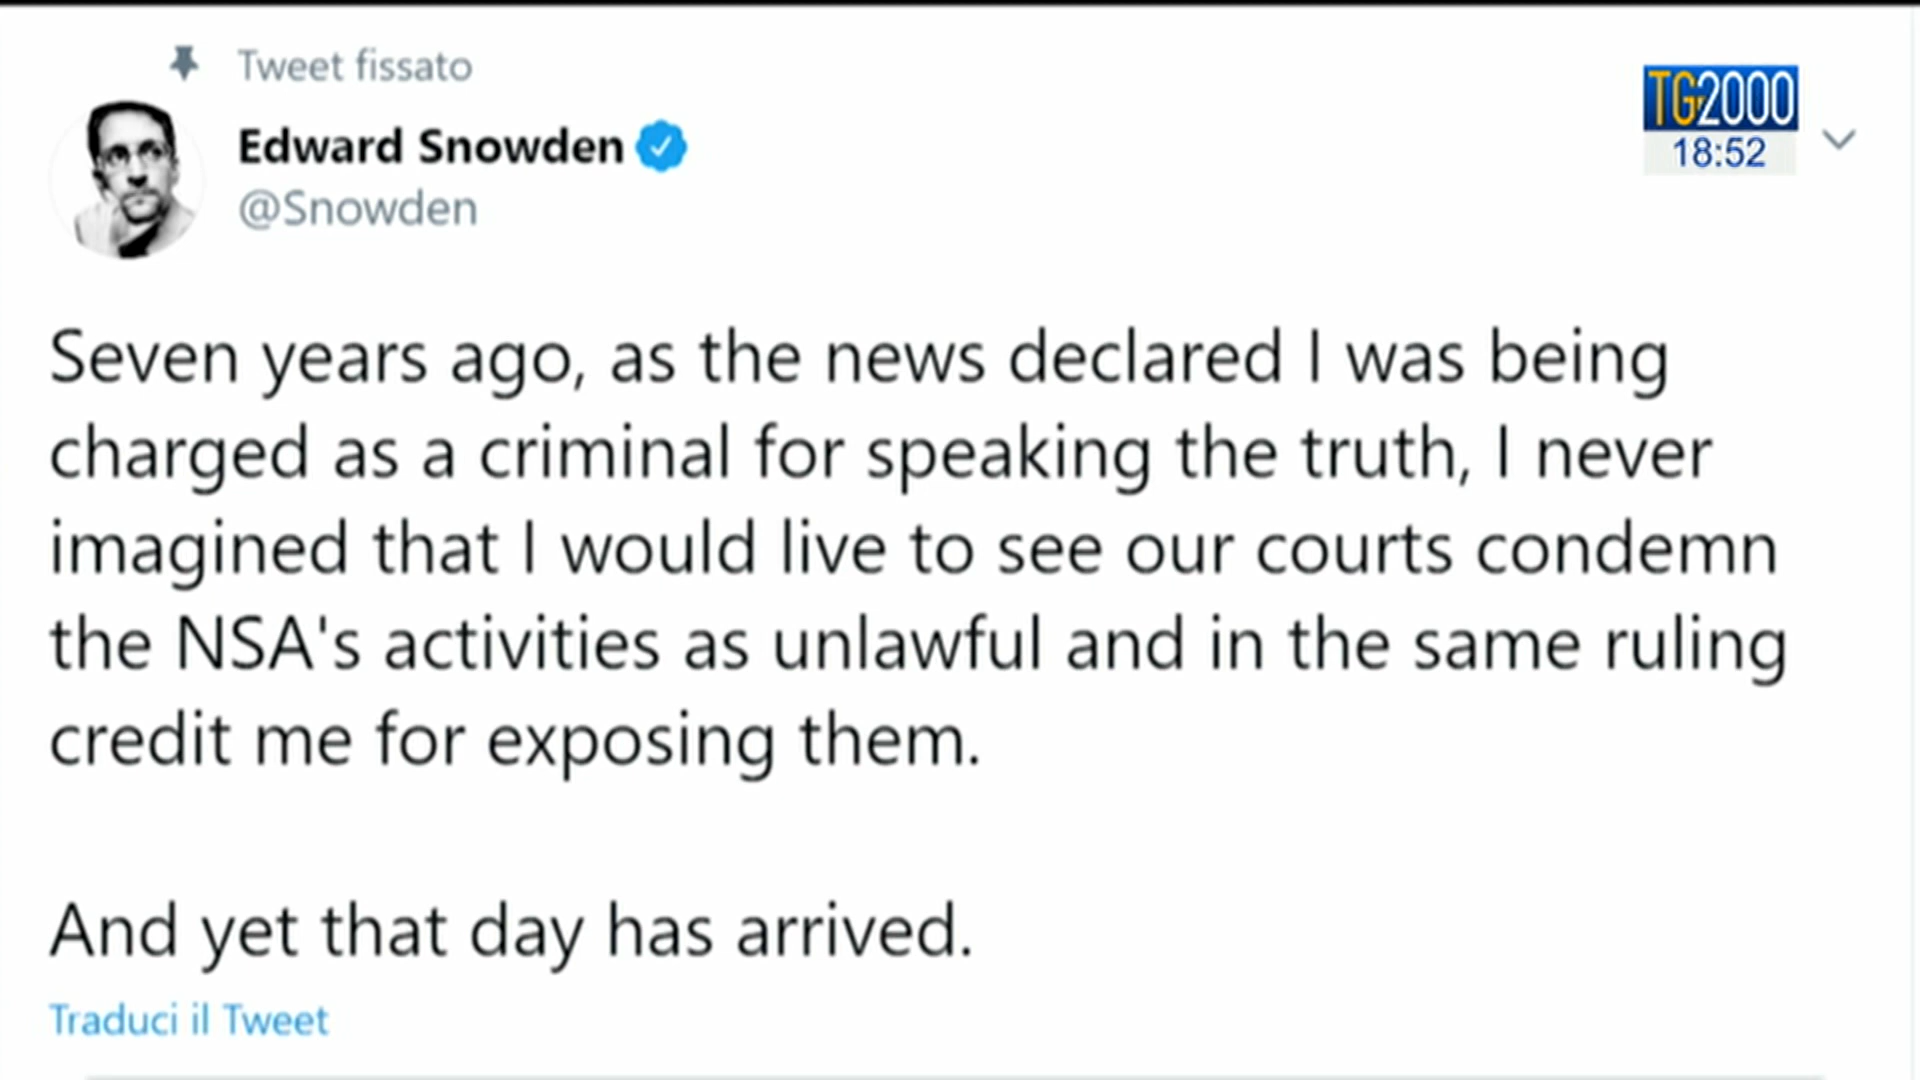 Tweet fissato
TG2000
18:52
Edward Snowden
@Snowden
Seven years ago, as the news declared I was being
charged as a criminal for speaking the truth, I never
imagined that I would live to see our courts condemn
the NSA's activities as unlawful and in the same ruling
credit me for exposing them.
And yet that day has arrived.
Traduci il Tweet